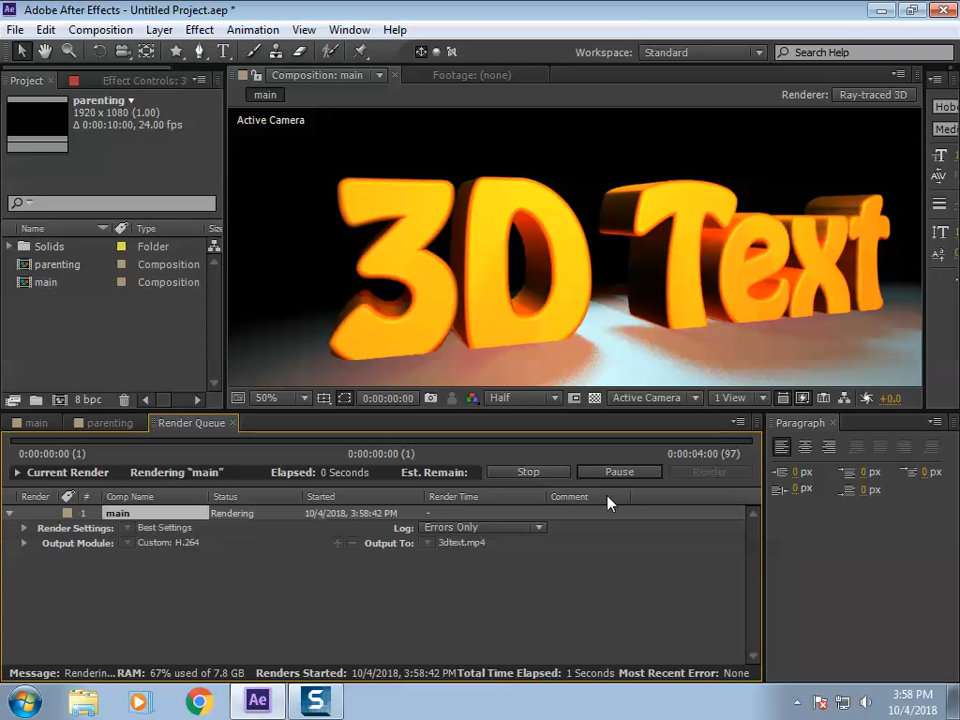 Adobe After Effects - Untitled Project.aep *
File Edit Composition Layer Effect Animation View Window Help
Workspace: Standard Search Help
Project Effect Controls: 3 Composition: main Footage: (none)
parenting
1920 x 1080 (1.00)
Δ 0:00:10:00, 24.00 fps
main Renderer: Ray-traced 3D
Active Camera
3D Text
Name
Solids Folder
parenting Composition
main Composition
8 bpc 50% 0:00:00:00 Half Active Camera 1 View +0.0
main parenting Render Queue Paragraph
0:00:00:00 (1) 0:00:00:00 (1) 0:00:04:00 (97)
Current Render Rendering "main" Elapsed: 0 Seconds Est. Remain: Stop Pause Render
0 px 0 px 0 px
0 px 0 px
Render # Comp Name Status Started Render Time Comment
1 main Rendering 10/4/2018, 3:58:42 PM -
Render Settings: Best Settings Log: Errors Only
Output Module: Custom: H.264 Output To: 3dtext.mp4
Message: Renderin... RAM: 67% used of 7.8 GB Renders Started: 10/4/2018, 3:58:42 PM Total Time Elapsed: 1 Seconds Most Recent Error: None
Ae S
3:58 PM
10/4/2018